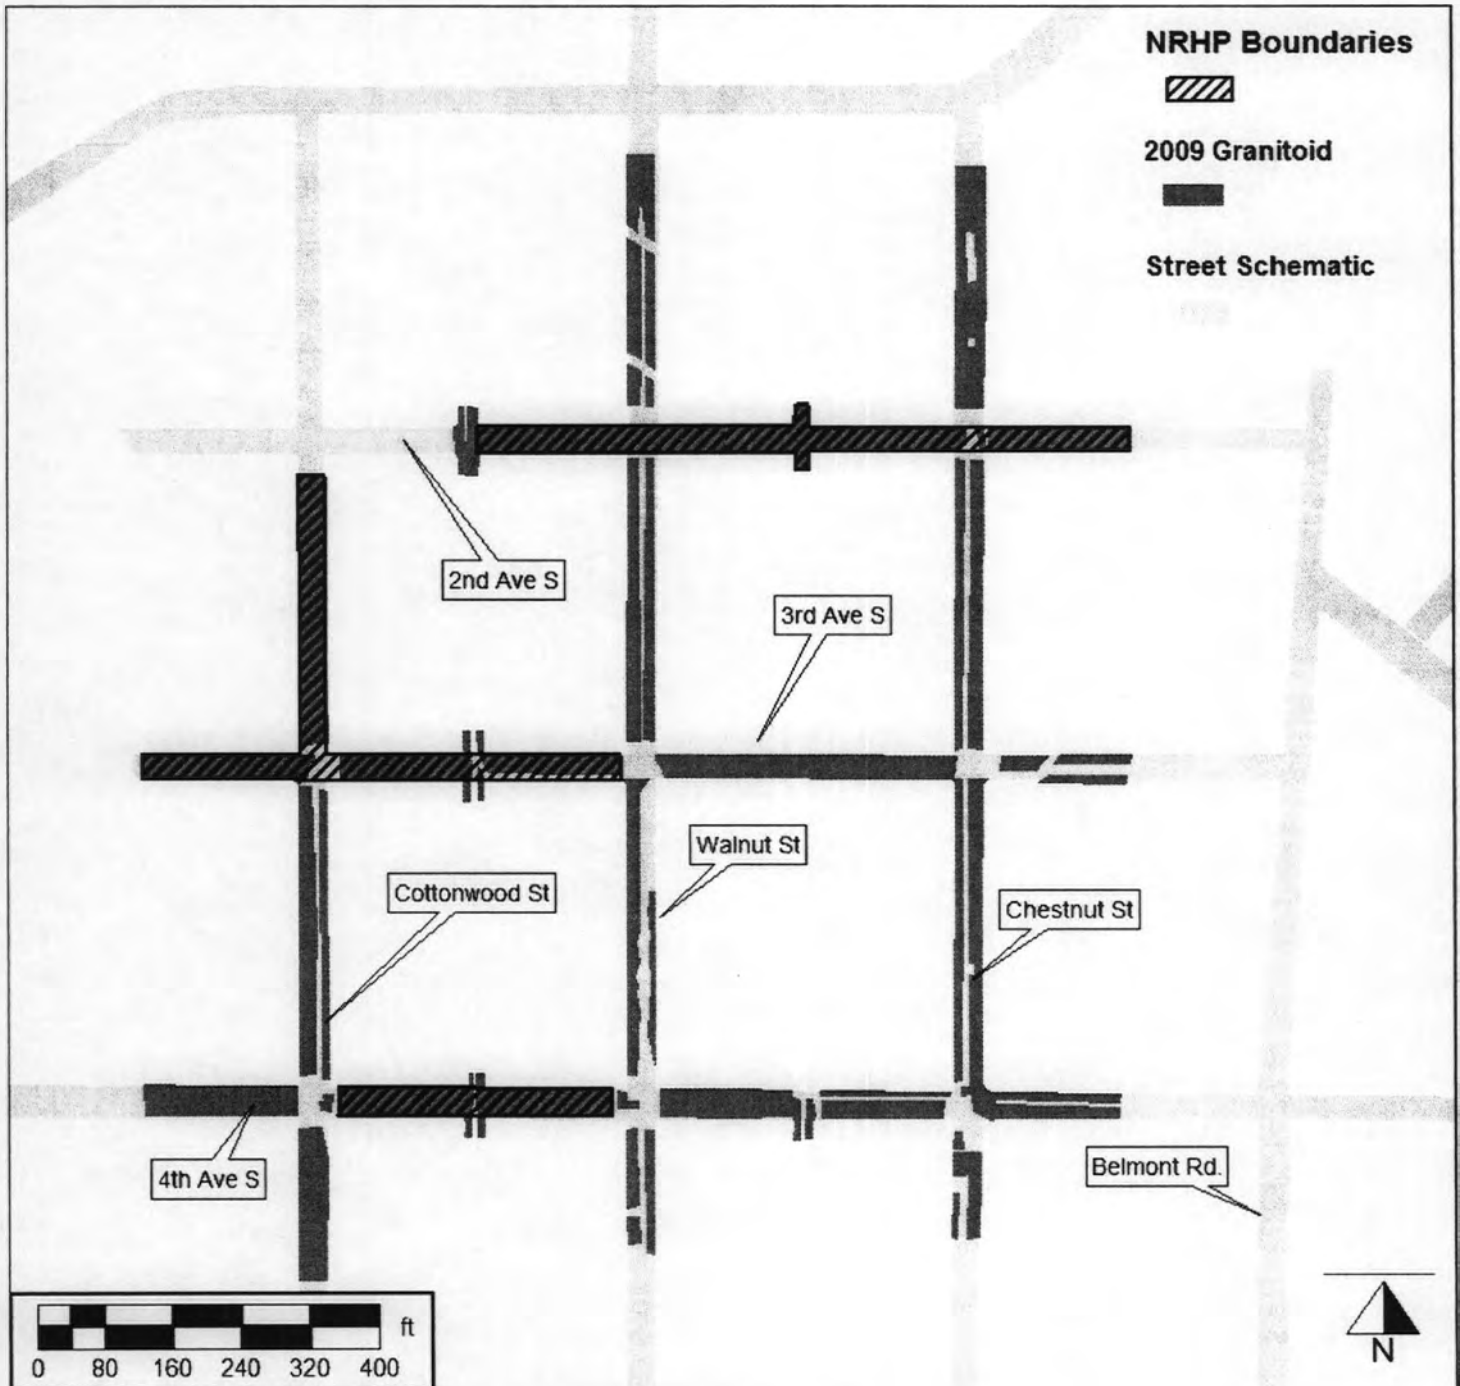 NRHP Boundaries
2009 Granitoid
Street Schematic
2nd Ave S
3rd Ave S
Walnut St
Cottonwood St
Chestnut St
4th Ave S
Belmont Rd.
ft
0 80 160 240 320 400
N